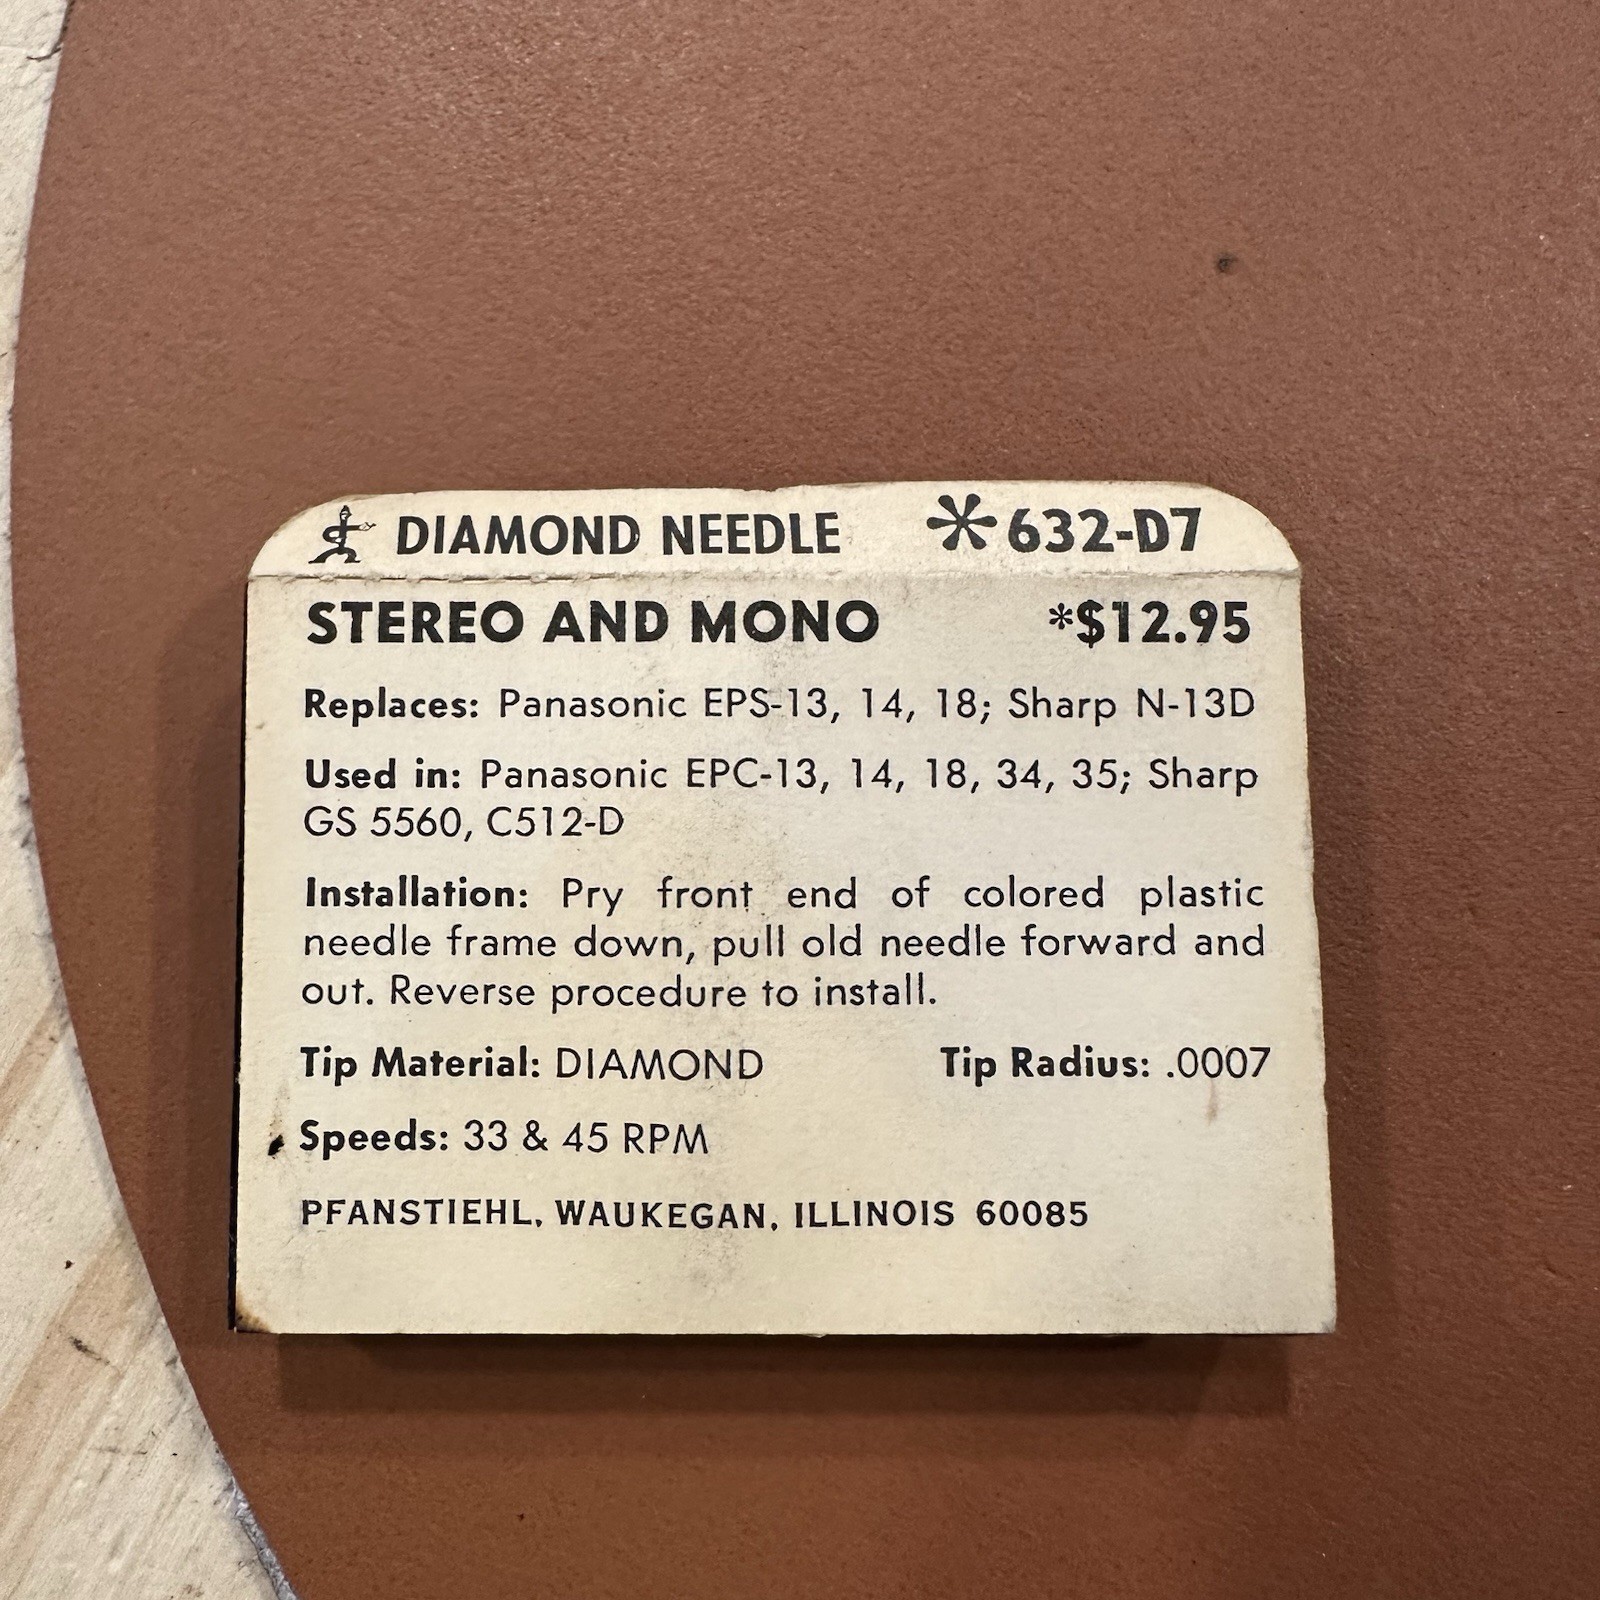 DIAMOND NEEDLE *632-D7
STEREO AND MONO *$12.95
Replaces: Panasonic EPS-13, 14, 18; Sharp N-13D
Used in: Panasonic EPC-13, 14, 18, 34, 35; Sharp
GS 5560, C512-D
Installation: Pry front end of colored plastic
needle frame down, pull old needle forward and
out. Reverse procedure to install.
Tip Material: DIAMOND Tip Radius: .0007
Speeds: 33 & 45 RPM
PFANSTIEHL, WAUKEGAN, ILLINOIS 60085